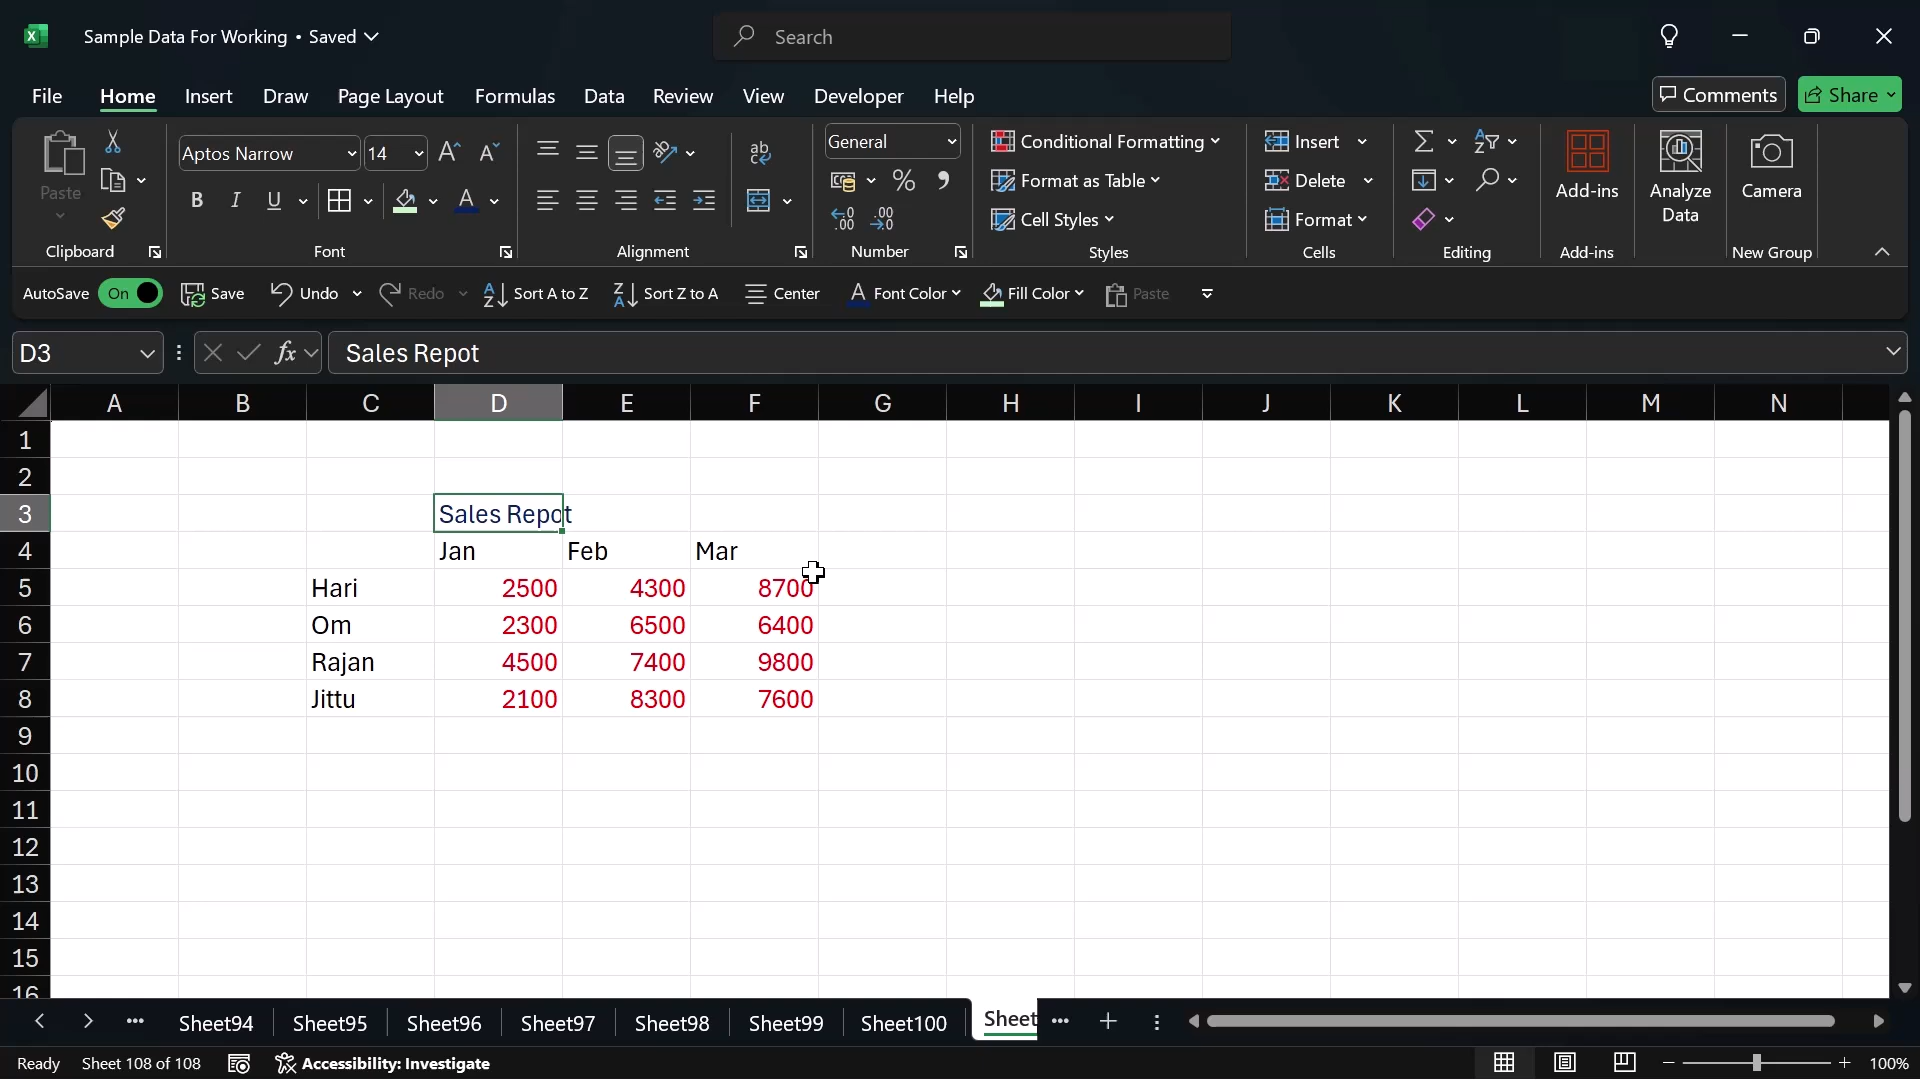 Sample Data For Working • Saved
Search
File Home Insert Draw Page Layout Formulas Data Review View Developer Help
Comments Share
Paste
Clipboard
Aptos Narrow 14
B I U A
Font
ab
Alignment
General
% 9
Number
Conditional Formatting
Format as Table
Cell Styles
Styles
Insert
Delete
Format
Cells
Editing
Add-ins
Add-ins
Analyze
Data
Camera
New Group
AutoSave On Save Undo Redo Sort A to Z Sort Z to A Center Font Color Fill Color Paste
D3 fx Sales Repot
A B C D E F G H I J K L M N
1
2
3 Sales Repot
4 Jan Feb Mar
5 Hari 2500 4300 8700
6 Om 2300 6500 6400
7 Rajan 4500 7400 9800
8 Jittu 2100 8300 7600
9
10
11
12
13
14
15
16
Sheet94 Sheet95 Sheet96 Sheet97 Sheet98 Sheet99 Sheet100 Sheet
Ready Sheet 108 of 108 Accessibility: Investigate 100%